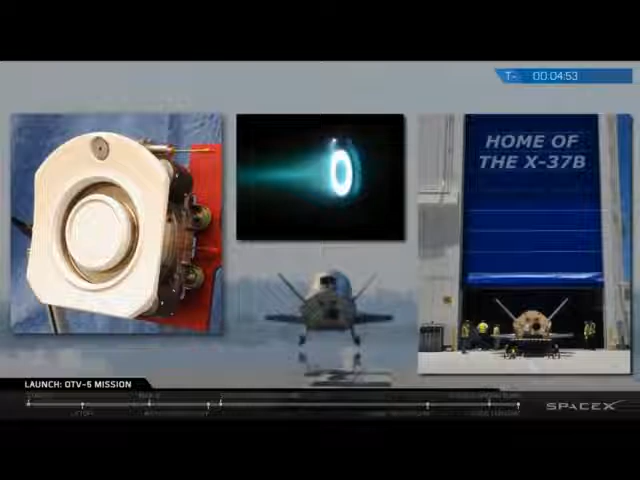 T- 00:04:53
HOME OF
THE X-37B
LAUNCH: OTV-5 MISSION
SPACEX